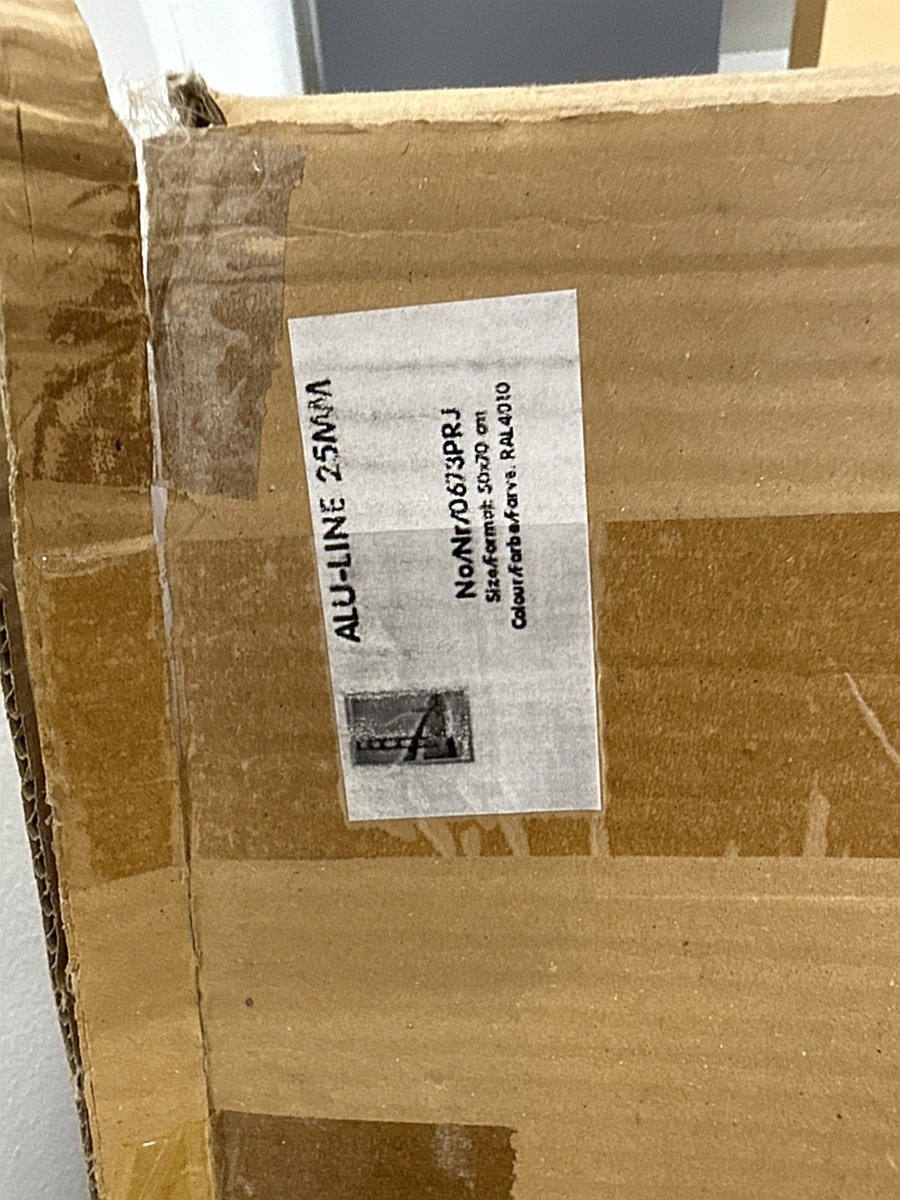 ALU-LINE 25MM
No/Nr/0673PRJ
Size/Format: 50x70 cm
Colour/Farbe/Farve: RAL4010